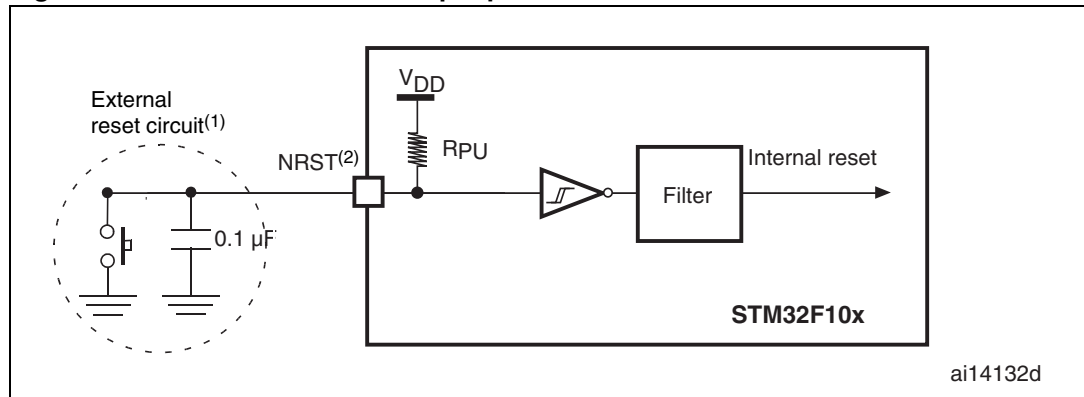 External
reset circuit(1)
NRST(2)
VDD
RPU
0.1 µF
Filter
Internal reset
STM32F10x
ai14132d